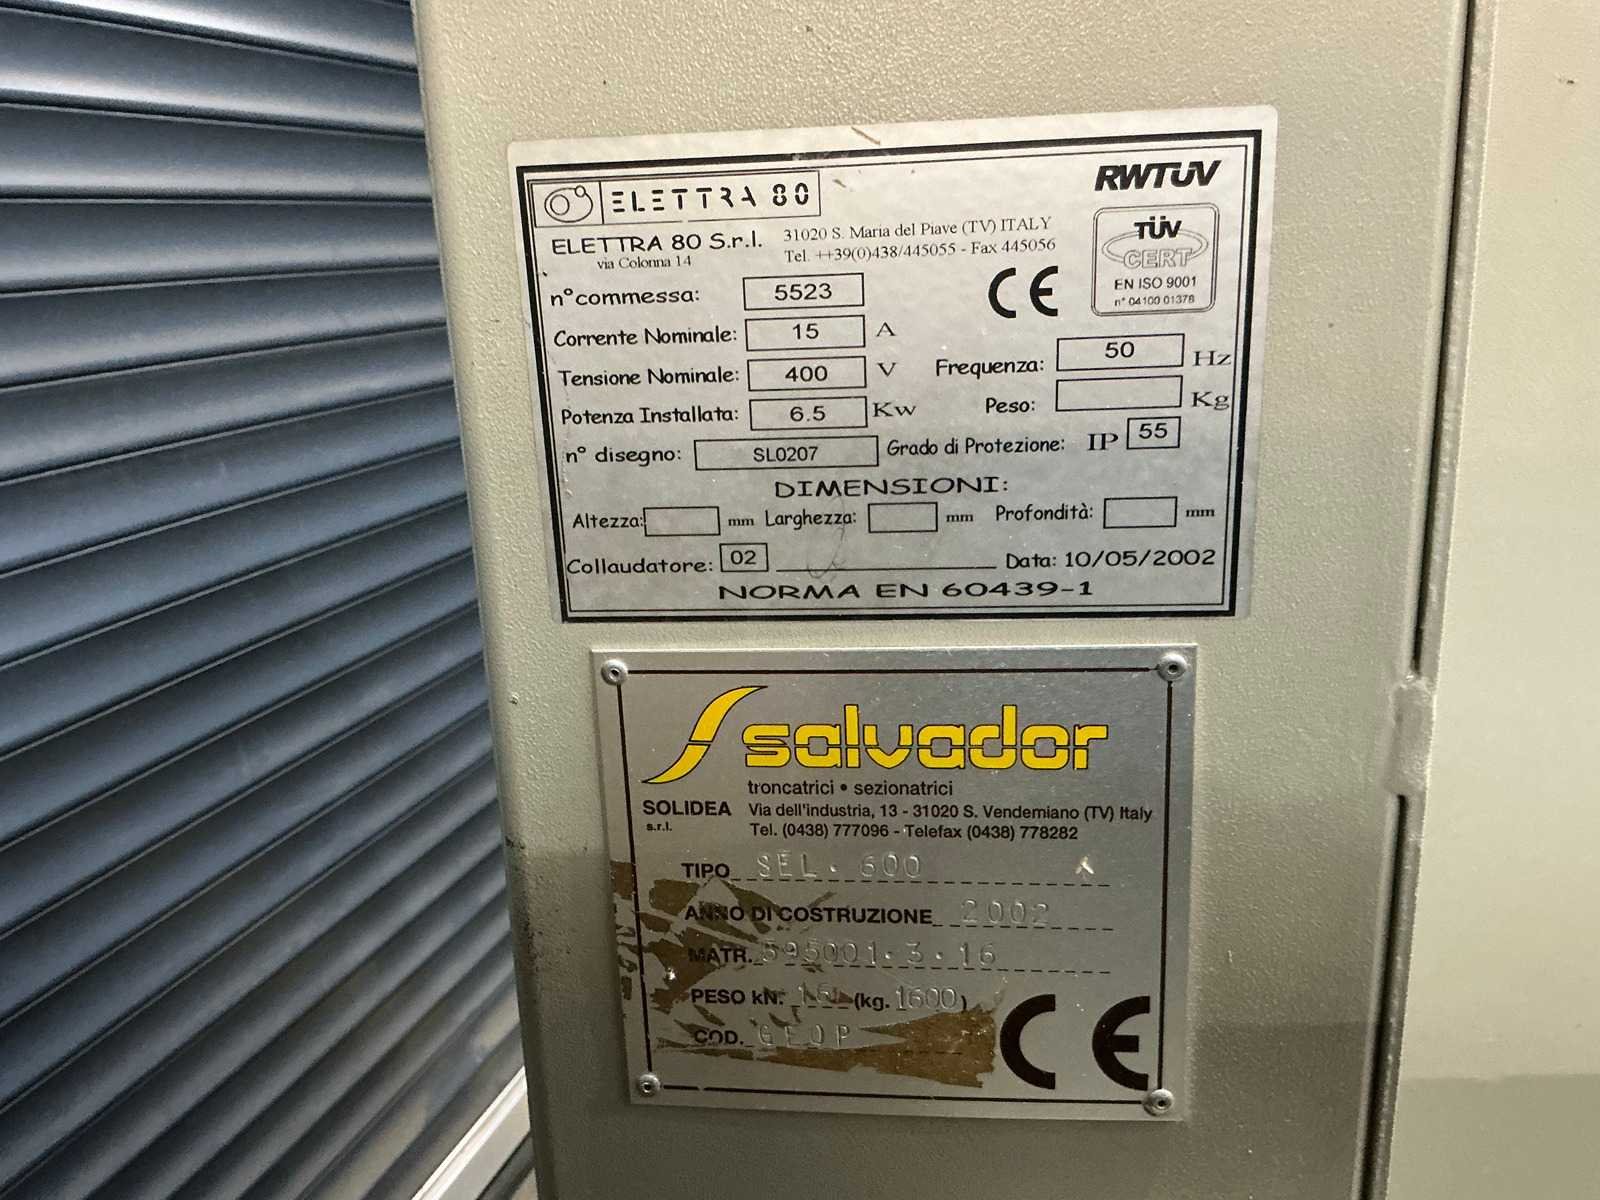 ELETTRA 80
RWTÜV
ELETTRA 80 S.r.l.
via Colonna 14
31020 S. Maria del Piave (TV) ITALY
Tel. ++39(0)438/445055 - Fax 445056
CE
TÜV
CERT
EN ISO 9001
n° 04100 01378
n° commessa: 5523
Corrente Nominale: 15 A
Tensione Nominale: 400 V
Frequenza: 50 Hz
Potenza Installata: 6.5 Kw
Peso: Kg
n° disegno: SL0207
Grado di Protezione: IP 55
DIMENSIONI:
Altezza: mm Larghezza: mm Profondità: mm
Collaudatore: 02 Data: 10/05/2002
NORMA EN 60439-1
salvador
troncatrici • sezionatrici
SOLIDEA s.r.l.
Via dell'industria, 13 - 31020 S. Vendemiano (TV) Italy
Tel. (0438) 777096 - Telefax (0438) 778282
TIPO SEL. 600
ANNO DI COSTRUZIONE 2002
MATR. 595001.3.16
PESO kN. 16 (kg. 1600)
COD.
CE